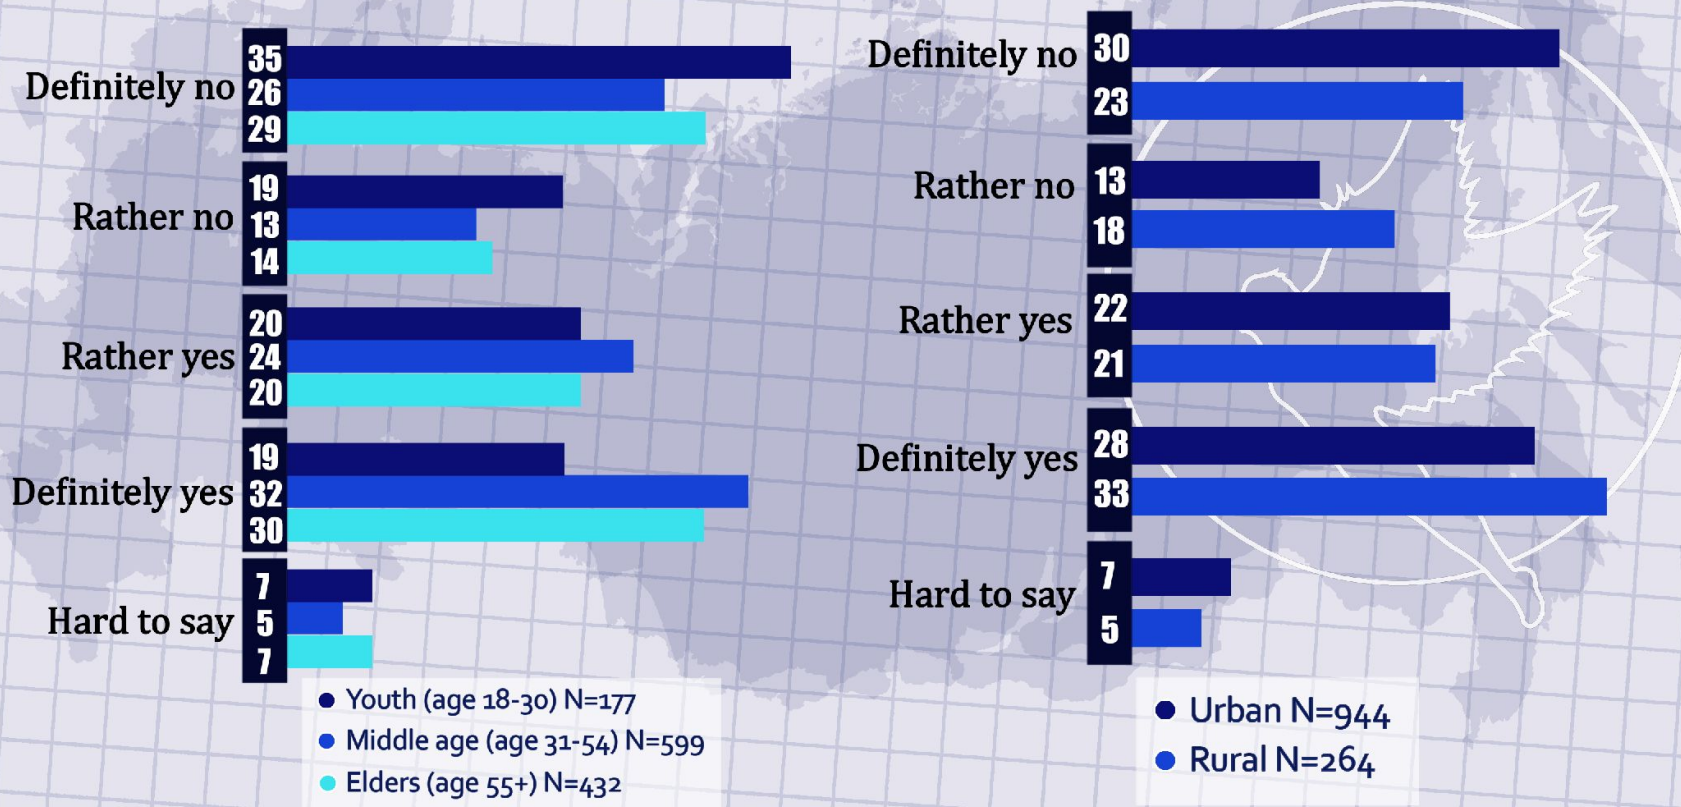 Definitely no
35
26
29
Rather no
19
13
14
Rather yes
20
24
20
Definitely yes
19
32
30
Hard to say
7
5
7
Youth (age 18-30) N=177
Middle age (age 31-54) N=599
Elders (age 55+) N=432
Definitely no
30
23
Rather no
13
18
Rather yes
22
21
Definitely yes
28
33
Hard to say
7
5
Urban N=944
Rural N=264